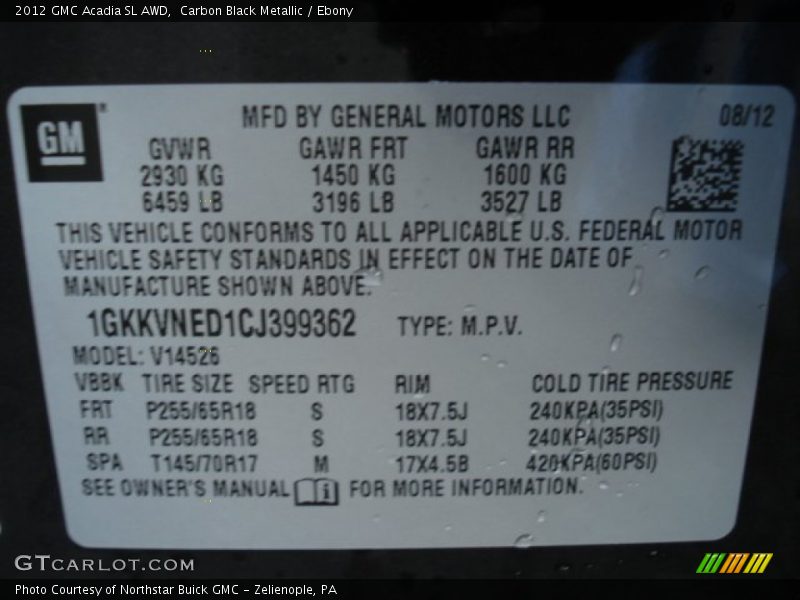 2012 GMC Acadia SL AWD,  Carbon Black Metallic / Ebony
GM
MFD BY GENERAL MOTORS LLC 08/12
GVWR GAWR FRT GAWR RR
2930 KG 1450 KG 1600 KG
6459 LB 3196 LB 3527 LB
THIS VEHICLE CONFORMS TO ALL APPLICABLE U.S. FEDERAL MOTOR
VEHICLE SAFETY STANDARDS IN EFFECT ON THE DATE OF
MANUFACTURE SHOWN ABOVE.
1GKKVNED1CJ399362 TYPE: M.P.V.
MODEL: V14526
VBBK TIRE SIZE SPEED RTG RIM COLD TIRE PRESSURE
FRT P255/65R18 S 18X7.5J 240KPA(35PSI)
RR P255/65R18 S 18X7.5J 240KPA(35PSI)
SPA T145/70R17 M 17X4.5B 420KPA(60PSI)
SEE OWNER'S MANUAL i FOR MORE INFORMATION.
GTCARLOT.COM
Photo Courtesy of Northstar Buick GMC - Zelienople, PA